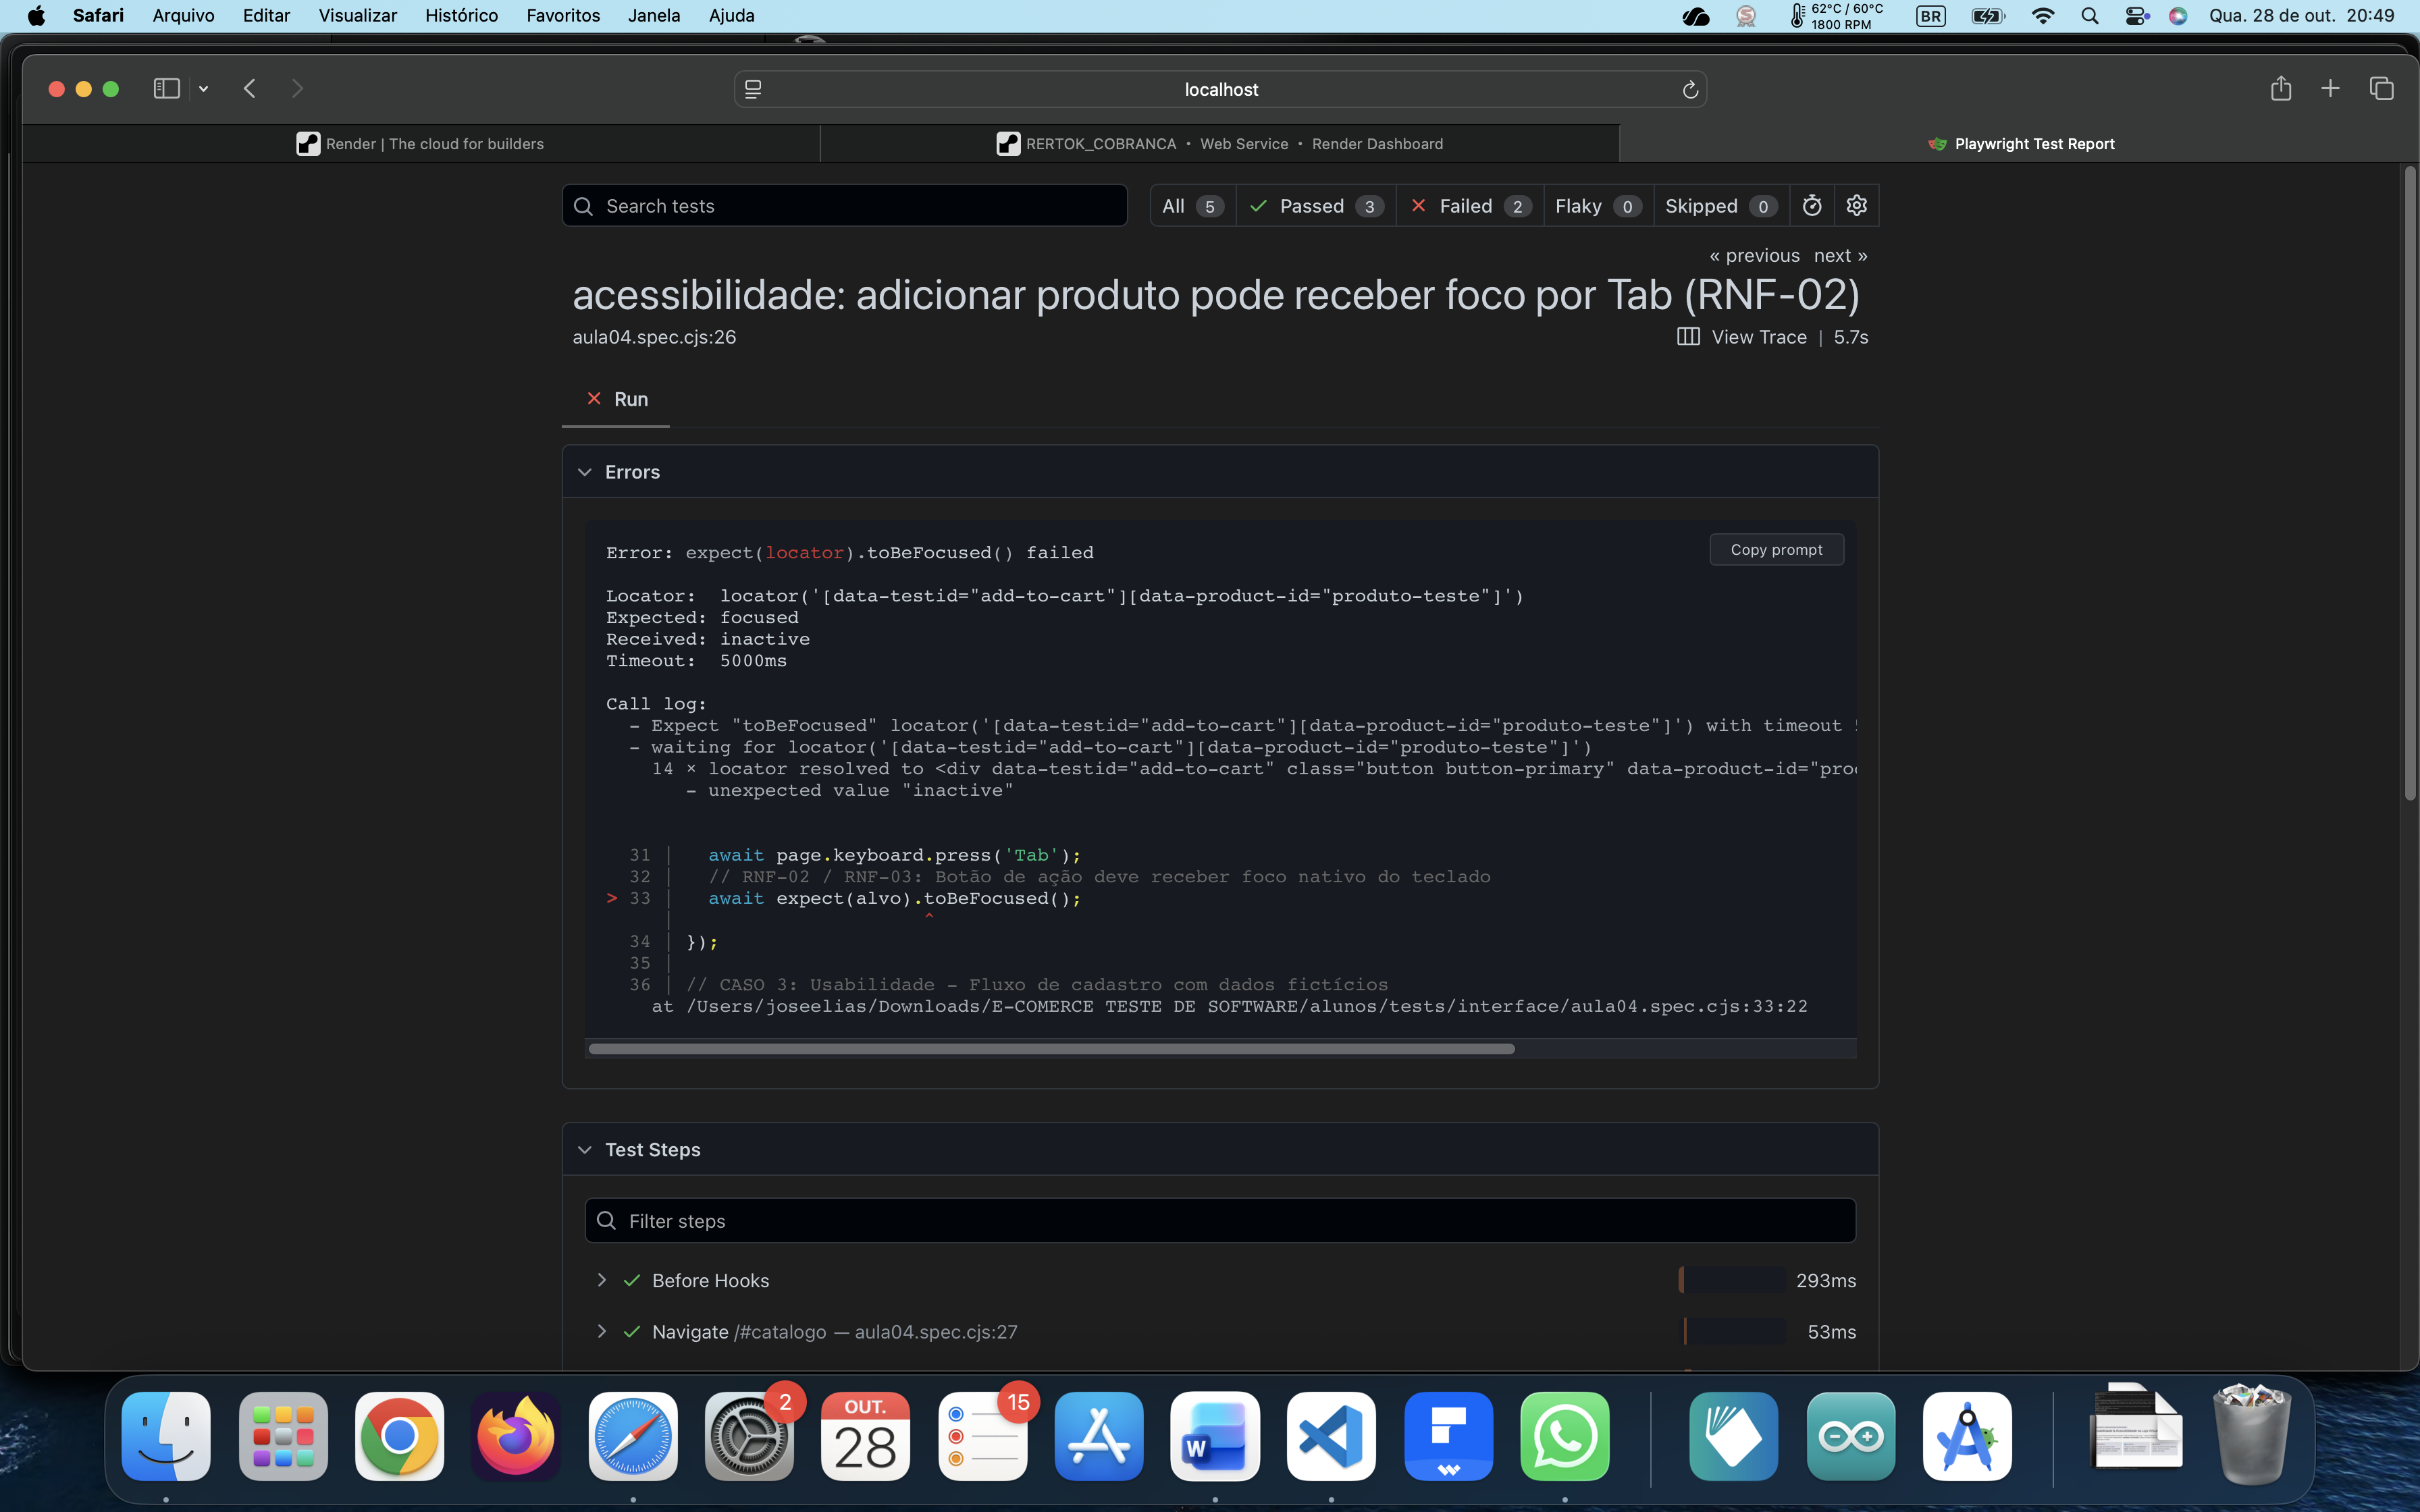 Safari Arquivo Editar Visualizar Histórico Favoritos Janela Ajuda
62°C / 60°C
1800 RPM
BR
Qua. 28 de out. 20:49
localhost
Render | The cloud for builders
RERTOK_COBRANCA • Web Service • Render Dashboard
Playwright Test Report
Search tests
All 5 Passed 3 Failed 2 Flaky 0 Skipped 0
« previous next »
acessibilidade: adicionar produto pode receber foco por Tab (RNF-02)
aula04.spec.cjs:26
View Trace | 5.7s
Run
Errors
Copy prompt
Error: expect(locator).toBeFocused() failed
Locator:  locator('[data-testid="add-to-cart"][data-product-id="produto-teste"]')
Expected: focused
Received: inactive
Timeout:  5000ms
Call log:
- Expect "toBeFocused" locator('[data-testid="add-to-cart"][data-product-id="produto-teste"]') with timeout
- waiting for locator('[data-testid="add-to-cart"][data-product-id="produto-teste"]')
14 × locator resolved to <div data-testid="add-to-cart" class="button button-primary" data-product-id="pro
- unexpected value "inactive"
31 |   await page.keyboard.press('Tab');
32 |   // RNF-02 / RNF-03: Botão de ação deve receber foco nativo do teclado
> 33 |   await expect(alvo).toBeFocused();
|                      ^
34 | });
35 |
36 | // CASO 3: Usabilidade - Fluxo de cadastro com dados fictícios
at /Users/joseelias/Downloads/E-COMERCE TESTE DE SOFTWARE/alunos/tests/interface/aula04.spec.cjs:33:22
Test Steps
Filter steps
Before Hooks 293ms
Navigate /#catalogo — aula04.spec.cjs:27 53ms
2
OUT.
28
15
W